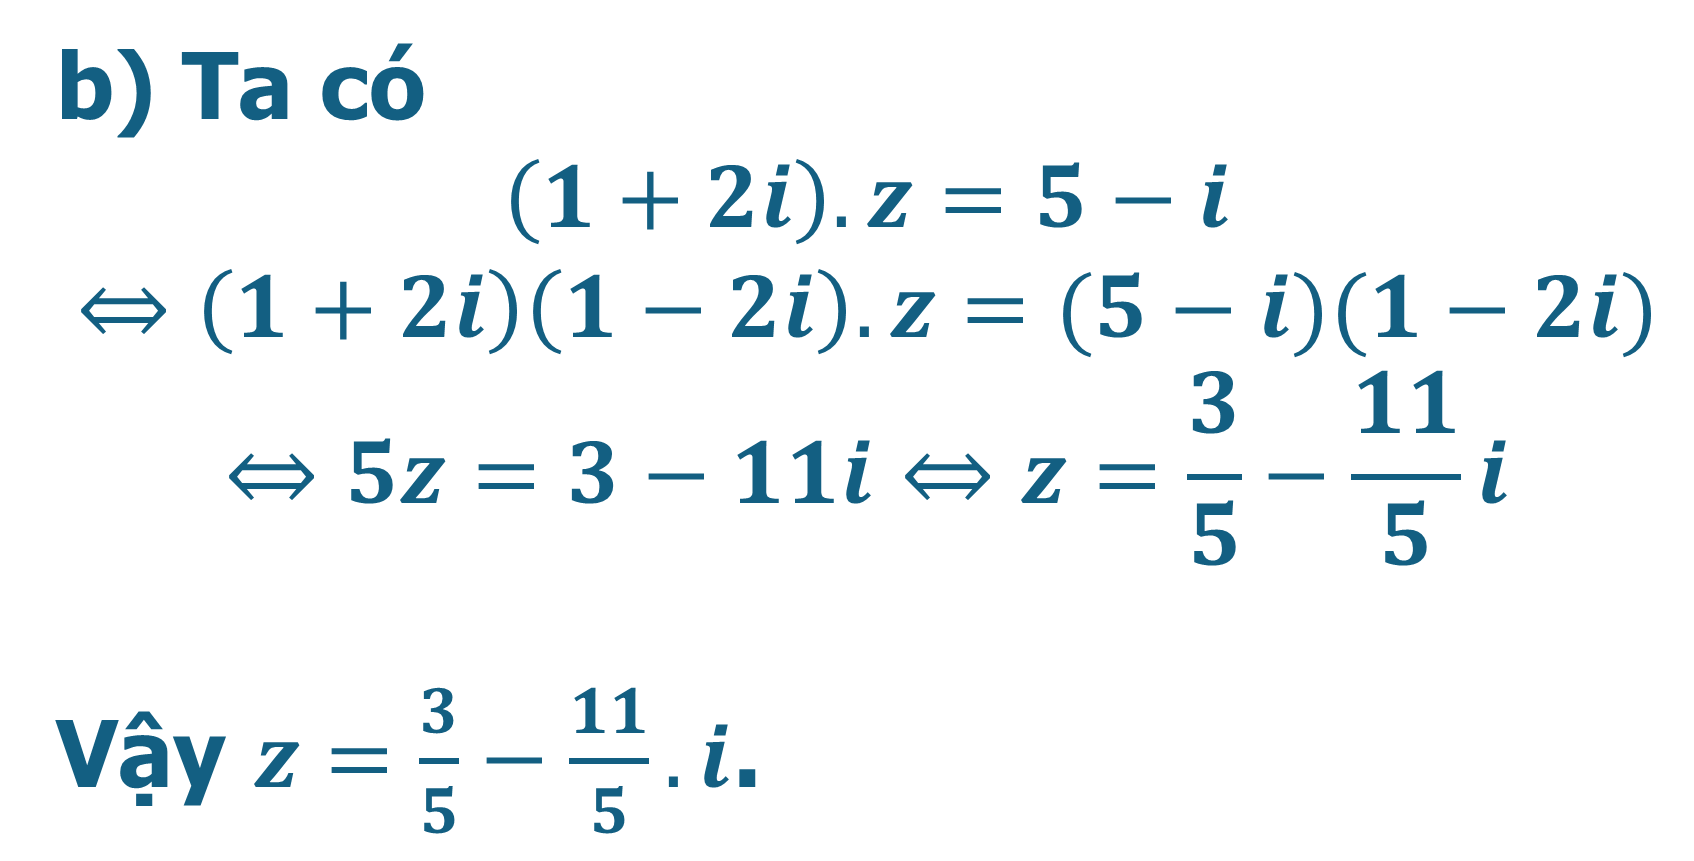 b) Ta có
(1 + 2i). z = 5 − i
⇔ (1 + 2i)(1 − 2i). z = (5 − i)(1 − 2i)
⇔ 5z = 3 − 11i ⇔ z = 3/5 − 11/5 i
Vậy z = 3/5 − 11/5 . i.